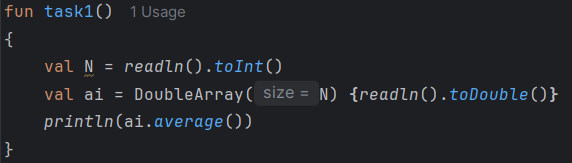 fun task1() 1 Usage
{
    val N = readln().toInt()
    val ai = DoubleArray( size = N) {readln().toDouble()}
    println(ai.average())
}